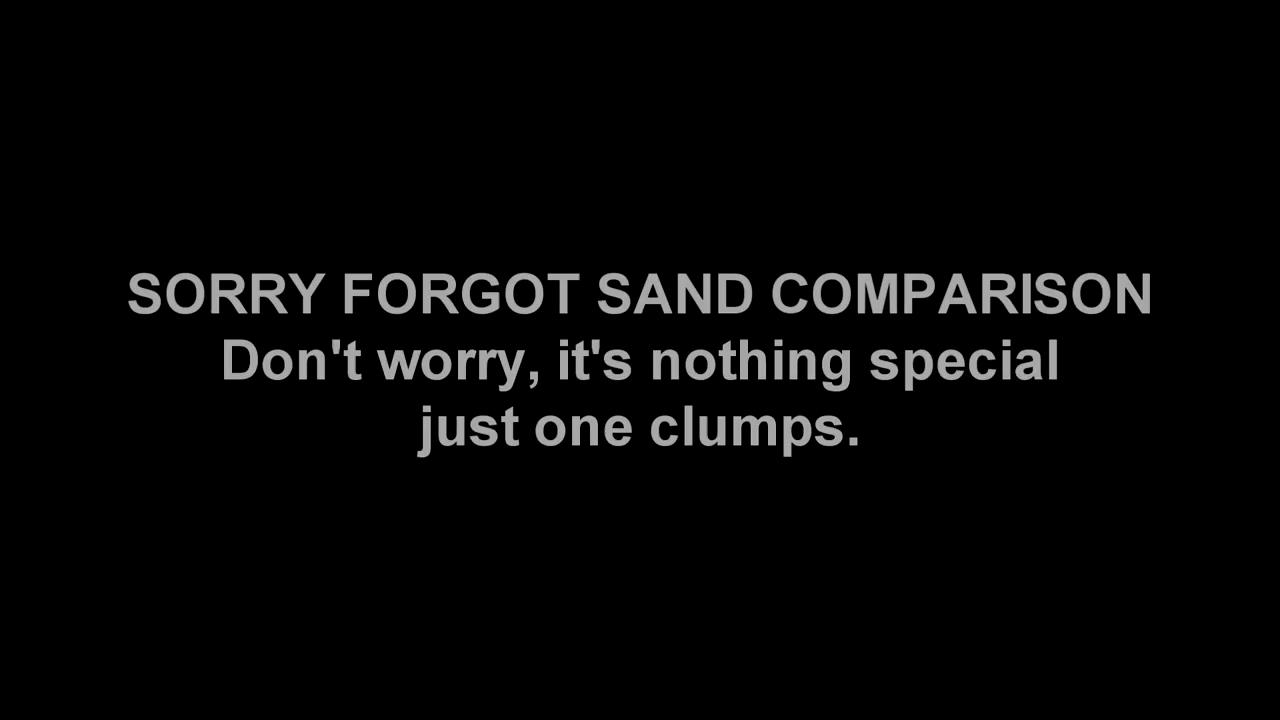 SORRY FORGOT SAND COMPARISON
Don't worry, it's nothing special
just one clumps.